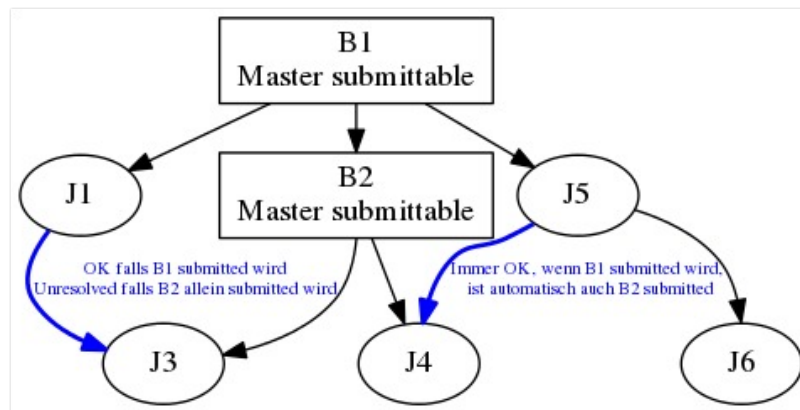 B1
Master submittable
J1
B2
Master submittable
J5
OK falls B1 submitted wird
Unresolved falls B2 allein submitted wird
Immer OK, wenn B1 submitted wird,
ist automatisch auch B2 submitted
J3
J4
J6